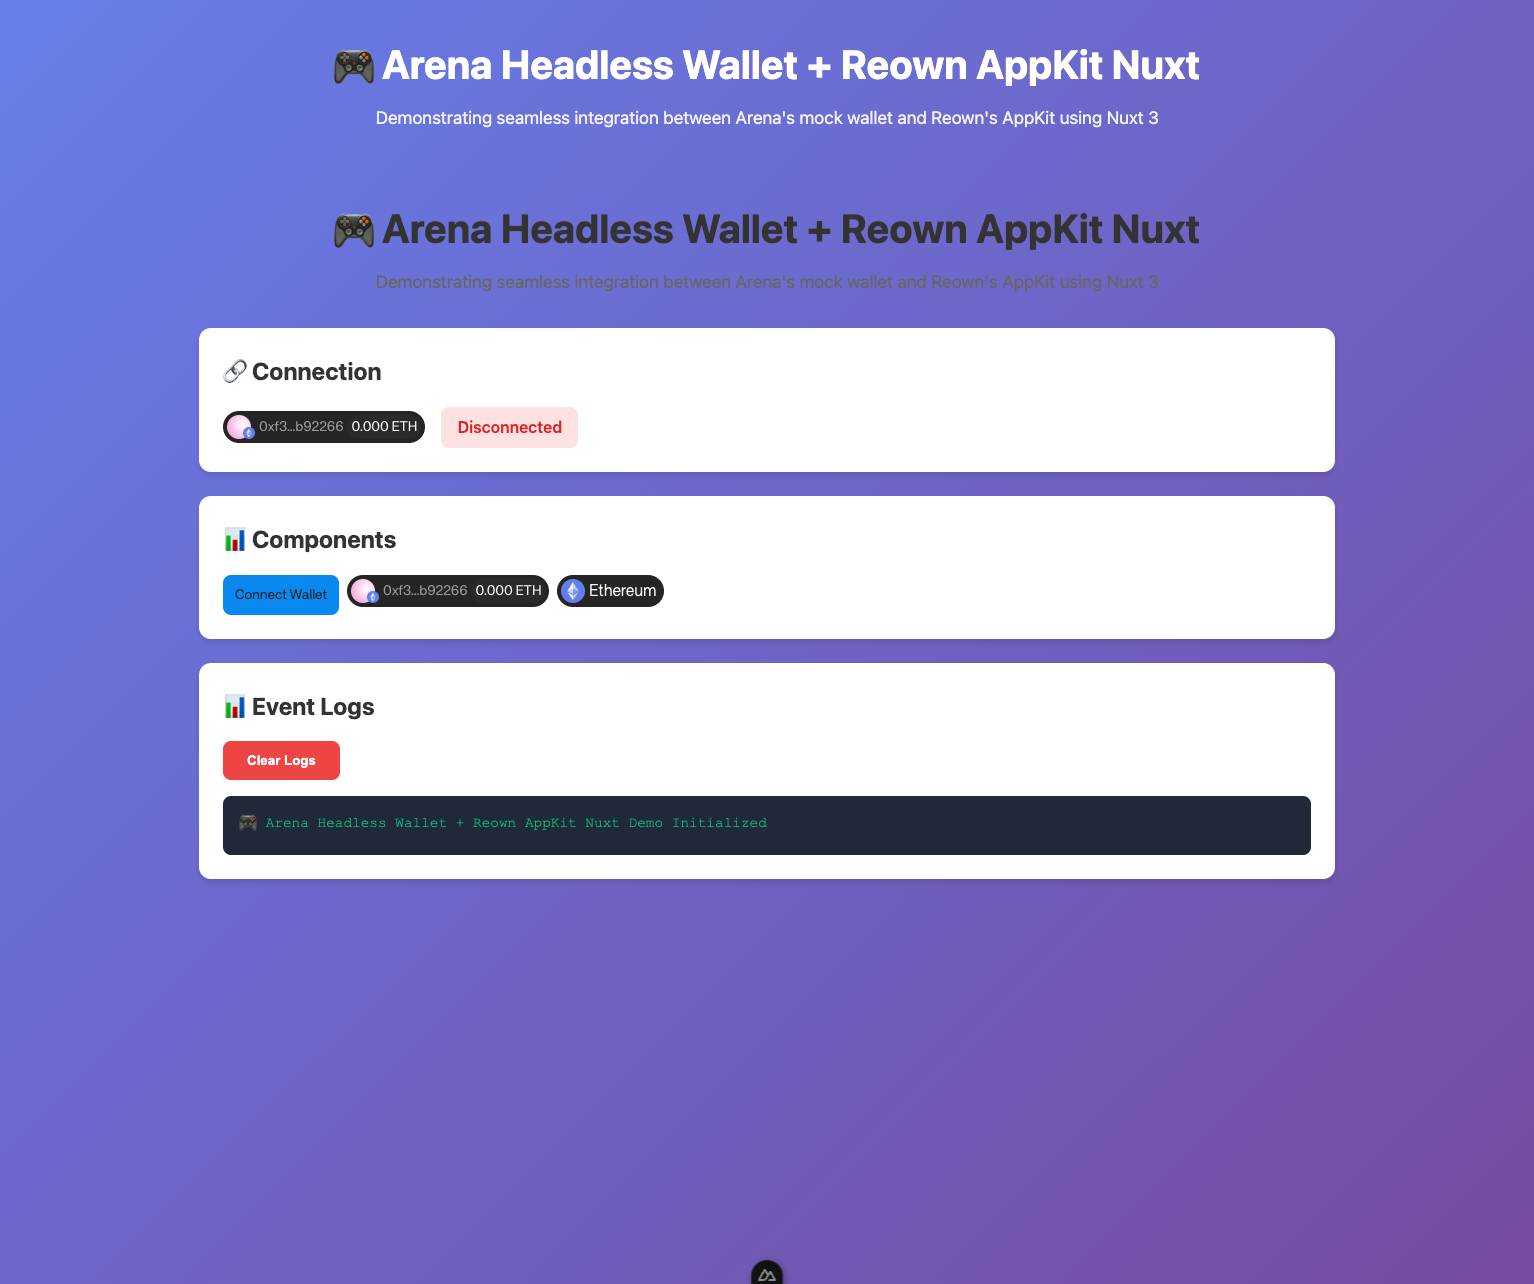 🎮 Arena Headless Wallet + Reown AppKit Nuxt
Demonstrating seamless integration between Arena's mock wallet and Reown's AppKit using Nuxt 3
🎮 Arena Headless Wallet + Reown AppKit Nuxt
Demonstrating seamless integration between Arena's mock wallet and Reown's AppKit using Nuxt 3
🔗 Connection
0xf3...b92266 0.000 ETH Disconnected
📊 Components
Connect Wallet 0xf3...b92266 0.000 ETH Ethereum
📊 Event Logs
Clear Logs
🎮 Arena Headless Wallet + Reown AppKit Nuxt Demo Initialized